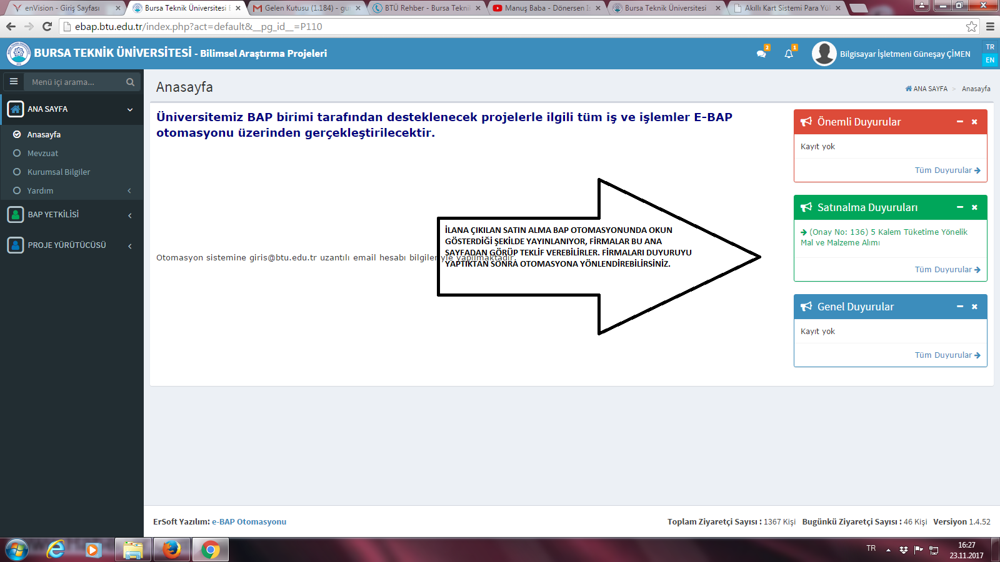 enVision - Giriş Sayfası
Bursa Teknik Üniversitesi
Gelen Kutusu (1.184) - gu
BTÜ Rehber - Bursa Tekni
Manuş Baba - Dönersen Is
Bursa Teknik Üniversitesi
Akıllı Kart Sistemi Para Yü
ebap.btu.edu.tr/index.php?act=default&__pg_id__=P110
BURSA TEKNİK ÜNİVERSİTESİ - Bilimsel Araştırma Projeleri
2
1
Bilgisayar İşletmeni Güneşay ÇİMEN
TR
EN
Menü içi arama...
ANA SAYFA
Anasayfa
Mevzuat
Kurumsal Bilgiler
Yardım
BAP YETKİLİSİ
PROJE YÜRÜTÜCÜSÜ
Anasayfa
ANA SAYFA > Anasayfa
Üniversitemiz BAP birimi tarafından desteklenecek projelerle ilgili tüm iş ve işlemler E-BAP
otomasyonu üzerinden gerçekleştirilecektir.
Otomasyon sistemine giris@btu.edu.tr uzantılı email hesabı bilgileriyle yapılmaktadır.
İLANA ÇIKILAN SATIN ALMA BAP OTOMASYONUNDA OKUN
GÖSTERDİĞİ ŞEKİLDE YAYINLANIYOR, FİRMALAR BU ANA
SAYFADAN GÖRÜP TEKLİF VEREBİLİRLER. FİRMALARI DUYURUYU
YAPTIKTAN SONRA OTOMASYONA YÖNLENDİREBİLİRSİNİZ.
Önemli Duyurular
Kayıt yok
Tüm Duyurular
Satınalma Duyuruları
(Onay No: 136) 5 Kalem Tüketime Yönelik
Mal ve Malzeme Alımı
Tüm Duyurular
Genel Duyurular
Kayıt yok
Tüm Duyurular
ErSoft Yazılım: e-BAP Otomasyonu
Toplam Ziyaretçi Sayısı : 1367 Kişi Bugünkü Ziyaretçi Sayısı : 46 Kişi Versiyon 1.4.52
TR
16:27
23.11.2017